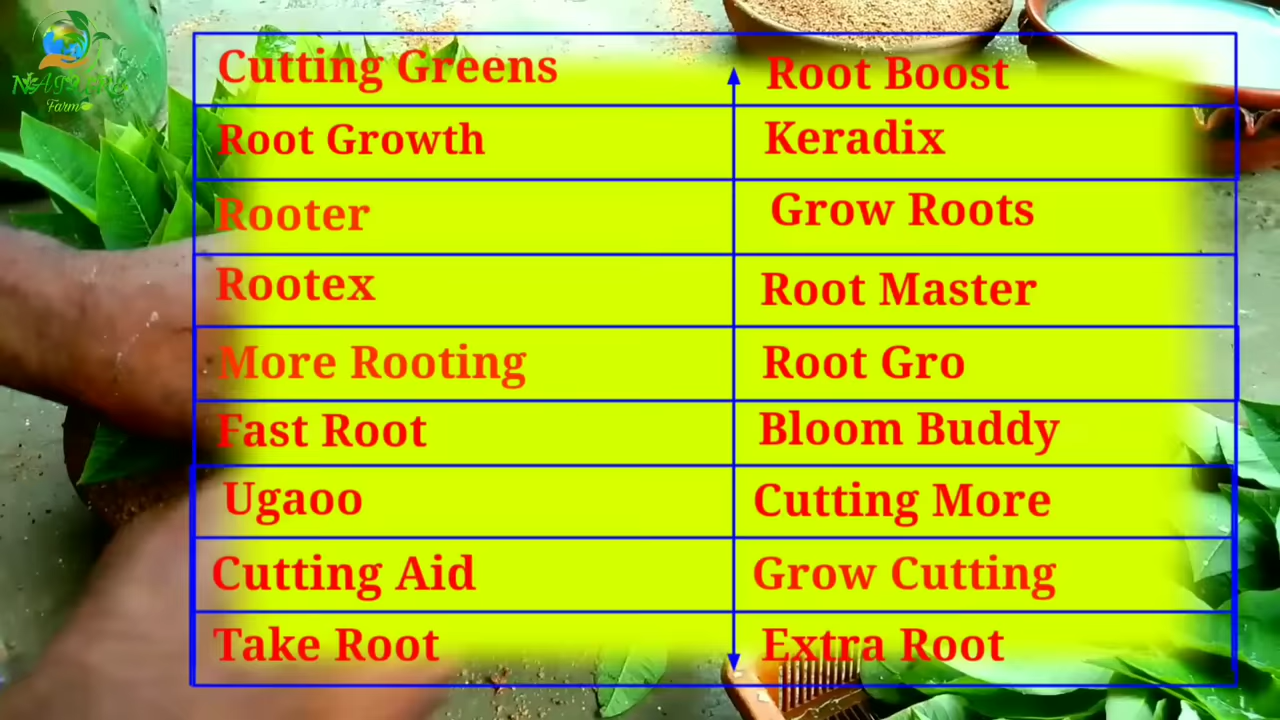 Cutting Greens Root Boost
Root Growth Keradix
Rooter Grow Roots
Rootex Root Master
More Rooting Root Gro
Fast Root Bloom Buddy
Ugaoo Cutting More
Cutting Aid Grow Cutting
Take Root Extra Root
Farm